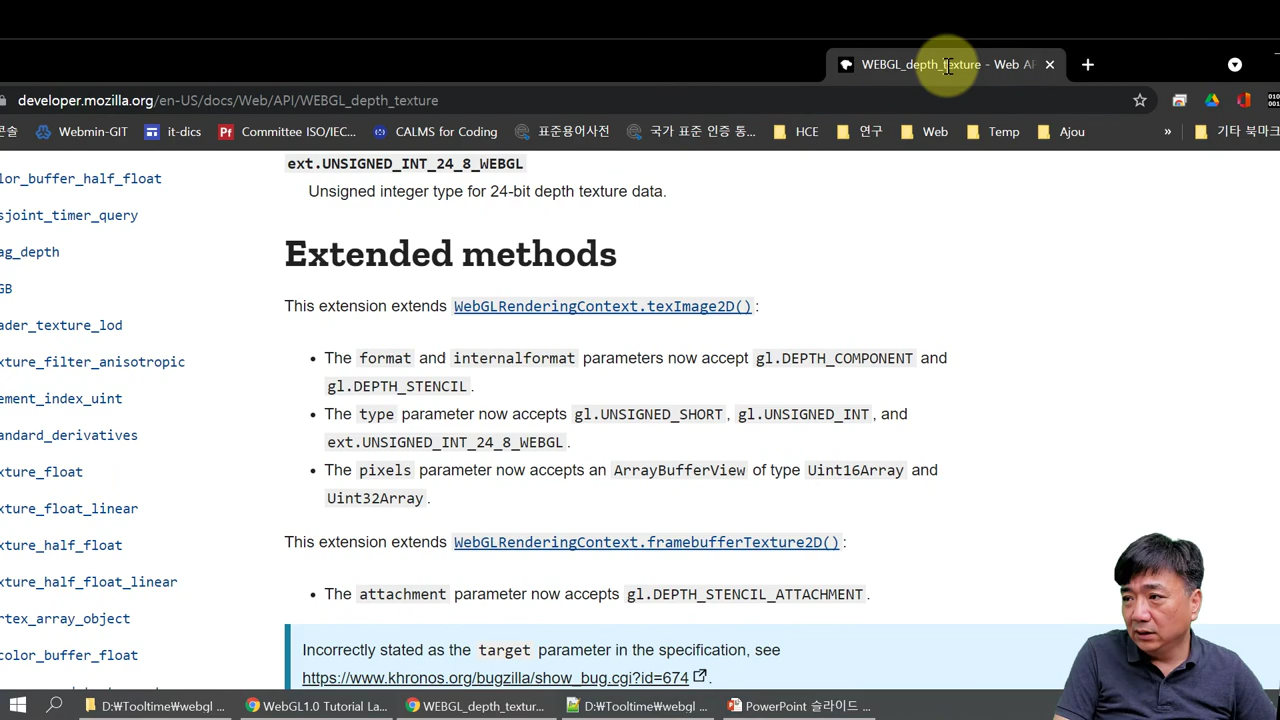 WEBGL_depth_texture - Web AP
developer.mozilla.org/en-US/docs/Web/API/WEBGL_depth_texture
콘솔 Webmin-GIT it-dics Committee ISO/IEC... CALMS for Coding 표준용어사전 국가 표준 인증 통... HCE 연구 Web Temp Ajou » 기타 북마크
ext.UNSIGNED_INT_24_8_WEBGL
Unsigned integer type for 24-bit depth texture data.
Extended methods
This extension extends WebGLRenderingContext.texImage2D():
• The format and internalformat parameters now accept gl.DEPTH_COMPONENT and
gl.DEPTH_STENCIL.
• The type parameter now accepts gl.UNSIGNED_SHORT, gl.UNSIGNED_INT, and
ext.UNSIGNED_INT_24_8_WEBGL.
• The pixels parameter now accepts an ArrayBufferView of type Uint16Array and
Uint32Array.
This extension extends WebGLRenderingContext.framebufferTexture2D():
• The attachment parameter now accepts gl.DEPTH_STENCIL_ATTACHMENT.
Incorrectly stated as the target parameter in the specification, see
https://www.khronos.org/bugzilla/show_bug.cgi?id=674.
lor_buffer_half_float
sjoint_timer_query
ag_depth
GB
ader_texture_lod
xture_filter_anisotropic
ement_index_uint
andard_derivatives
xture_float
xture_float_linear
xture_half_float
xture_half_float_linear
rtex_array_object
color_buffer_float
D:₩Tooltime₩webgl ... WebGL1.0 Tutorial La... WEBGL_depth_textur... D:₩Tooltime₩webgl ... PowerPoint 슬라이드 ...